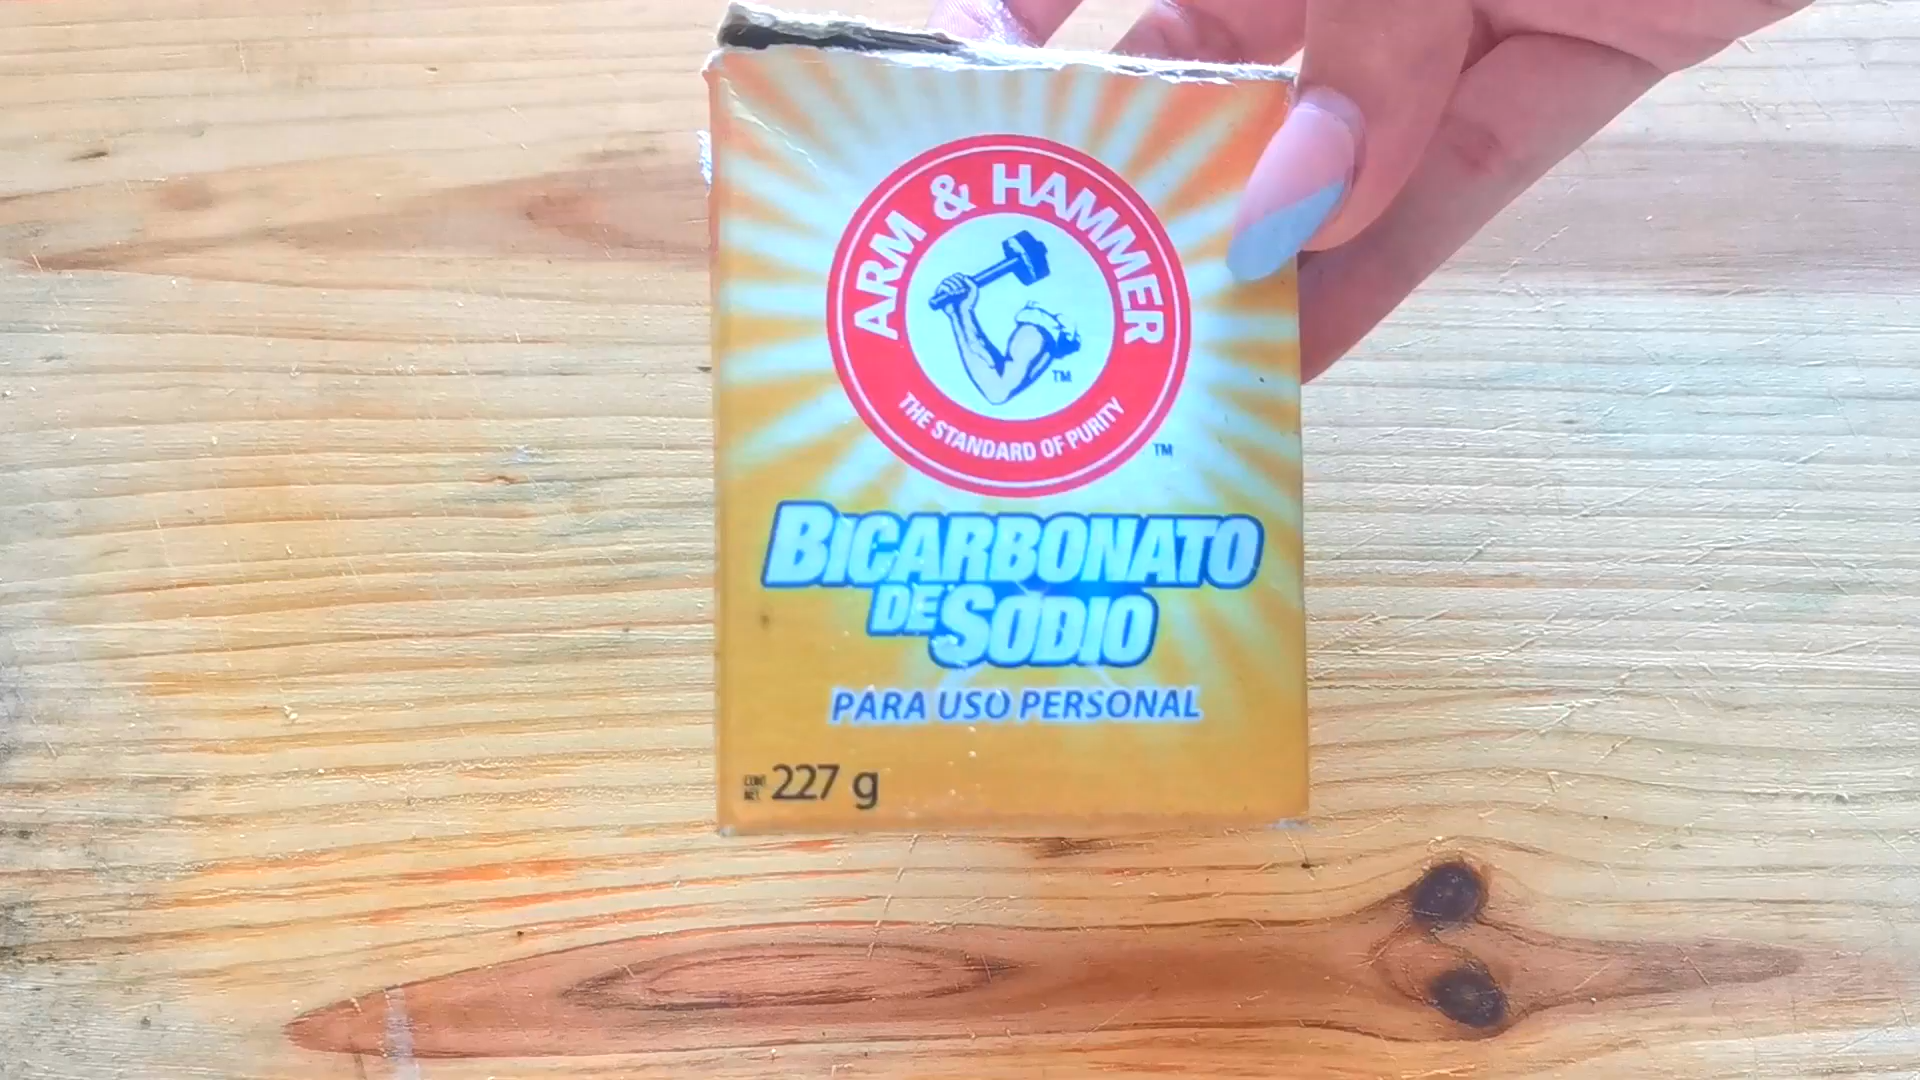 ARM & HAMMER
TM
THE STANDARD OF PURITY
TM
BICARBONATO
DE SODIO
PARA USO PERSONAL
CONT.
NET.
227 g